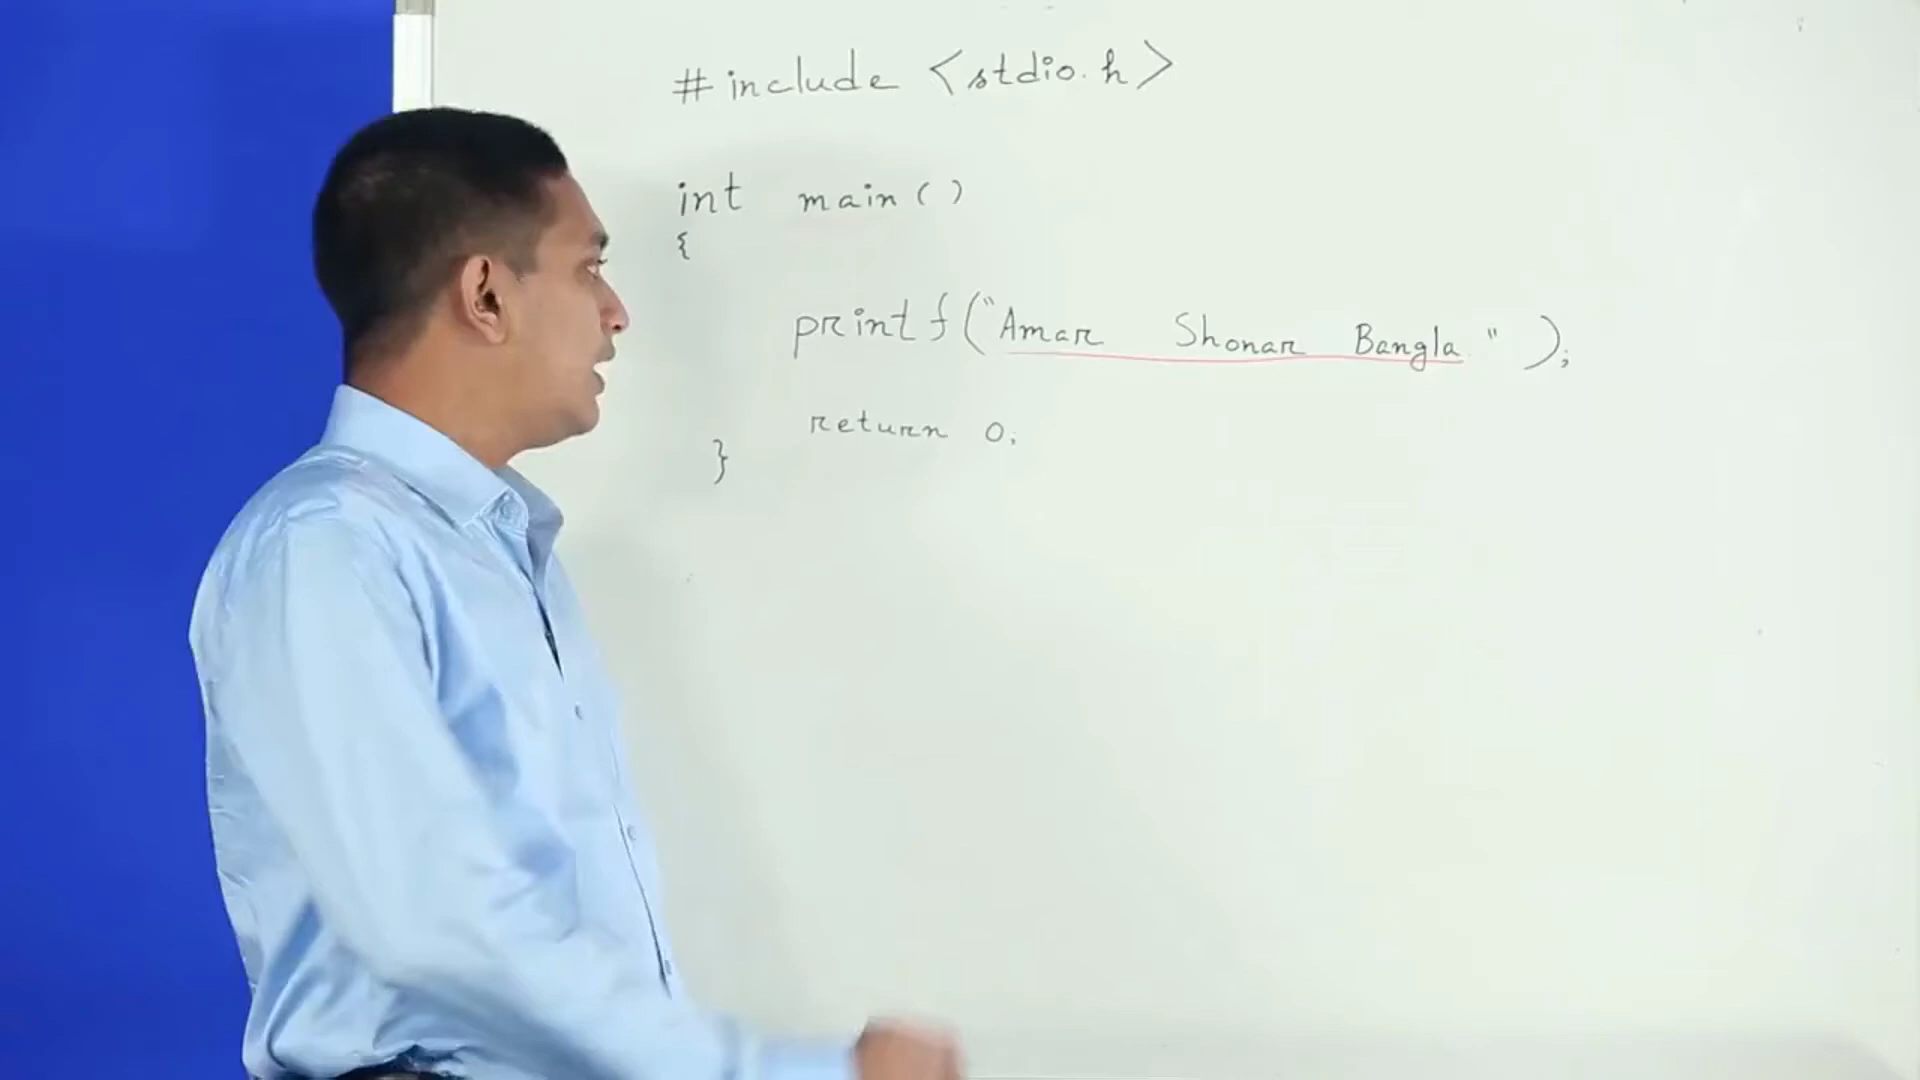 #include <stdio.h>
int main()
{
printf("Amar Shonar Bangla");
return 0;
}